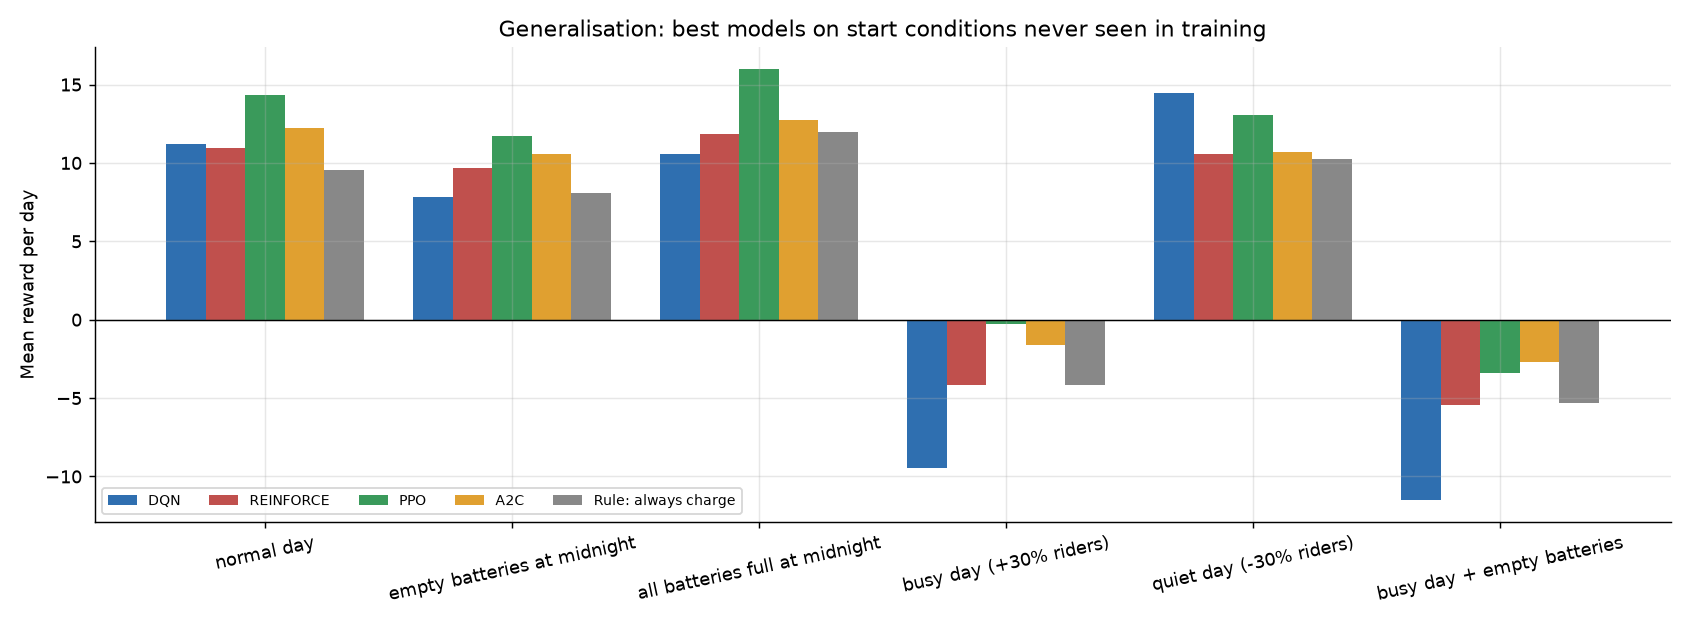 Generalisation: best models on start conditions never seen in training
Mean reward per day
15
10
5
0
−5
−10
DQN
REINFORCE
PPO
A2C
Rule: always charge
normal day
empty batteries at midnight
all batteries full at midnight
busy day (+30% riders)
quiet day (-30% riders)
busy day + empty batteries